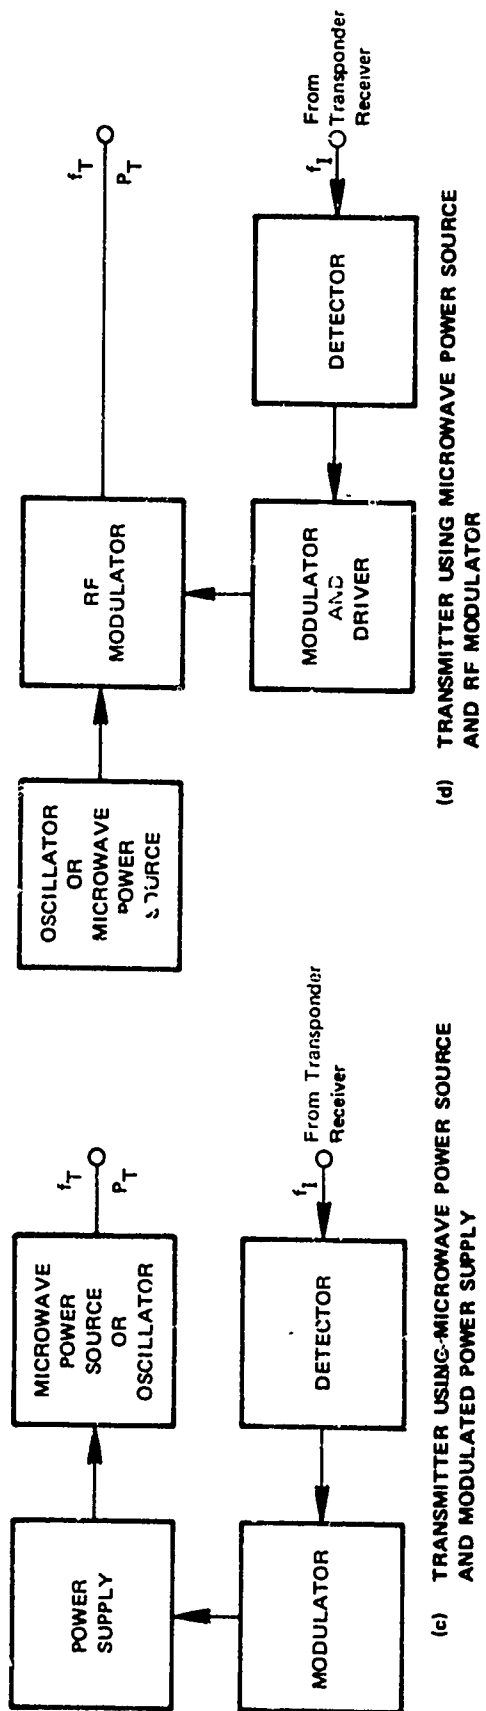 POWER
SUPPLY
MICROWAVE
POWER
SOURCE
OR
OSCILLATOR
f_T
P_T
MODULATOR
DETECTOR
f_I
From Transponder
Receiver
(c) TRANSMITTER USING MICROWAVE POWER SOURCE
AND MODULATED POWER SUPPLY
OSCILLATOR
OR
MICROWAVE
POWER
SOURCE
RF
MODULATOR
f_T
P_T
MODULATOR
AND
DRIVER
DETECTOR
f_I
From
Transponder
Receiver
(d) TRANSMITTER USING MICROWAVE POWER SOURCE
AND RF MODULATOR